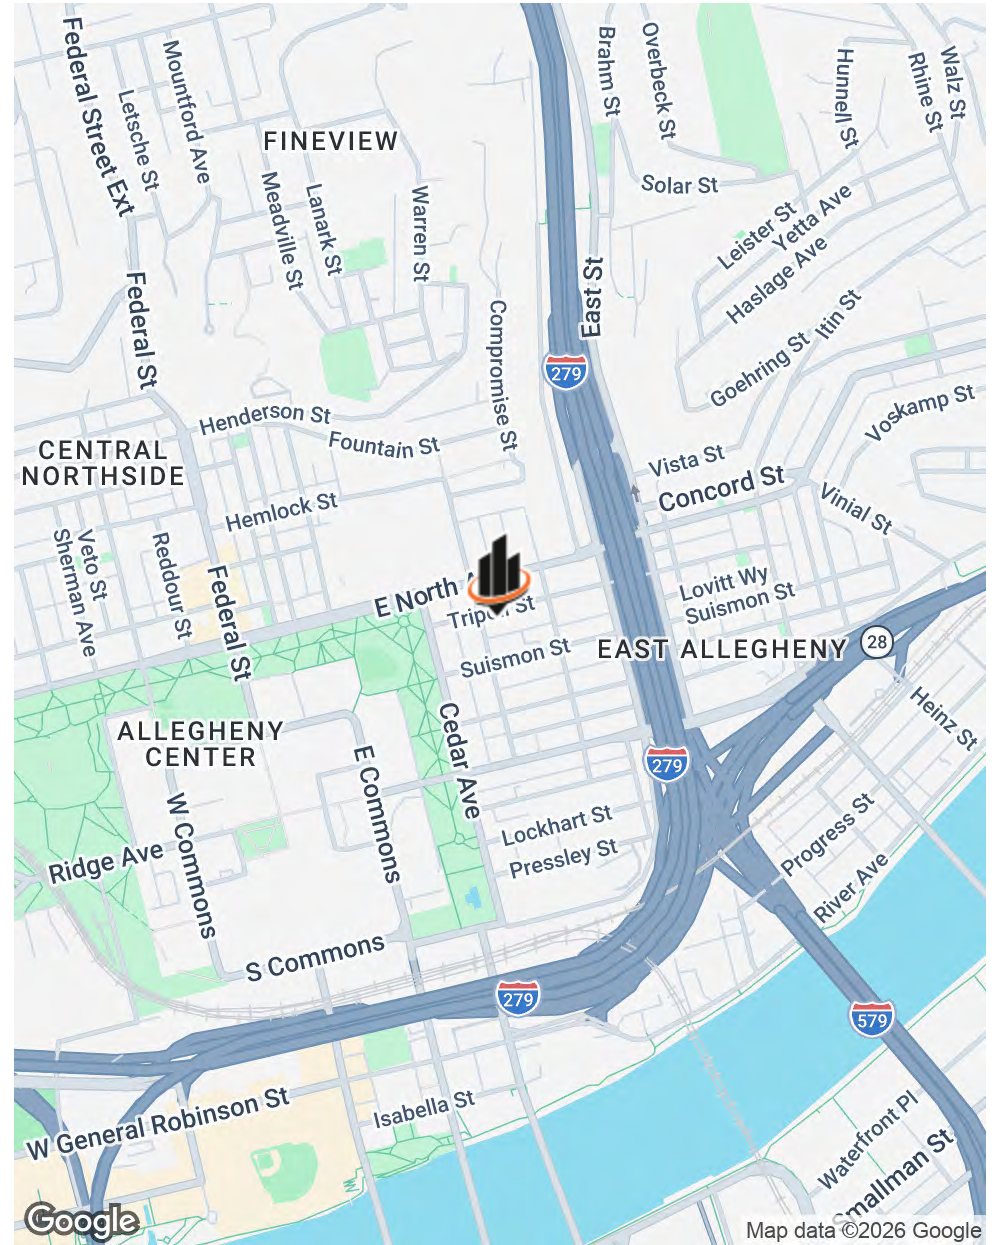 Federal Street Ext
Letsche St
Mountford Ave
FINEVIEW
Meadville St
Lanark St
Warren St
Brahm St
Overbeck St
Hunnell St
Rhine St
Walz St
Solar St
Leister St
Yetta Ave
Haslage Ave
East St
Federal St
Compromise St
279
Itin St
Goehring St
Voskamp St
Henderson St
Fountain St
CENTRAL
NORTHSIDE
Vista St
Concord St
Vinial St
Hemlock St
Veto St
Sherman Ave
Reddour St
Federal St
E North
St
Lovitt Wy
Suismon St
Suismon St
EAST ALLEGHENY
28
ALLEGHENY
CENTER
Cedar Ave
E Commons
W Commons
279
Heinz St
Lockhart St
Pressley St
Progress St
River Ave
Ridge Ave
S Commons
279
579
W General Robinson St
Isabella St
Waterfront Pl
Smallman St
Google
Map data ©2026 Google